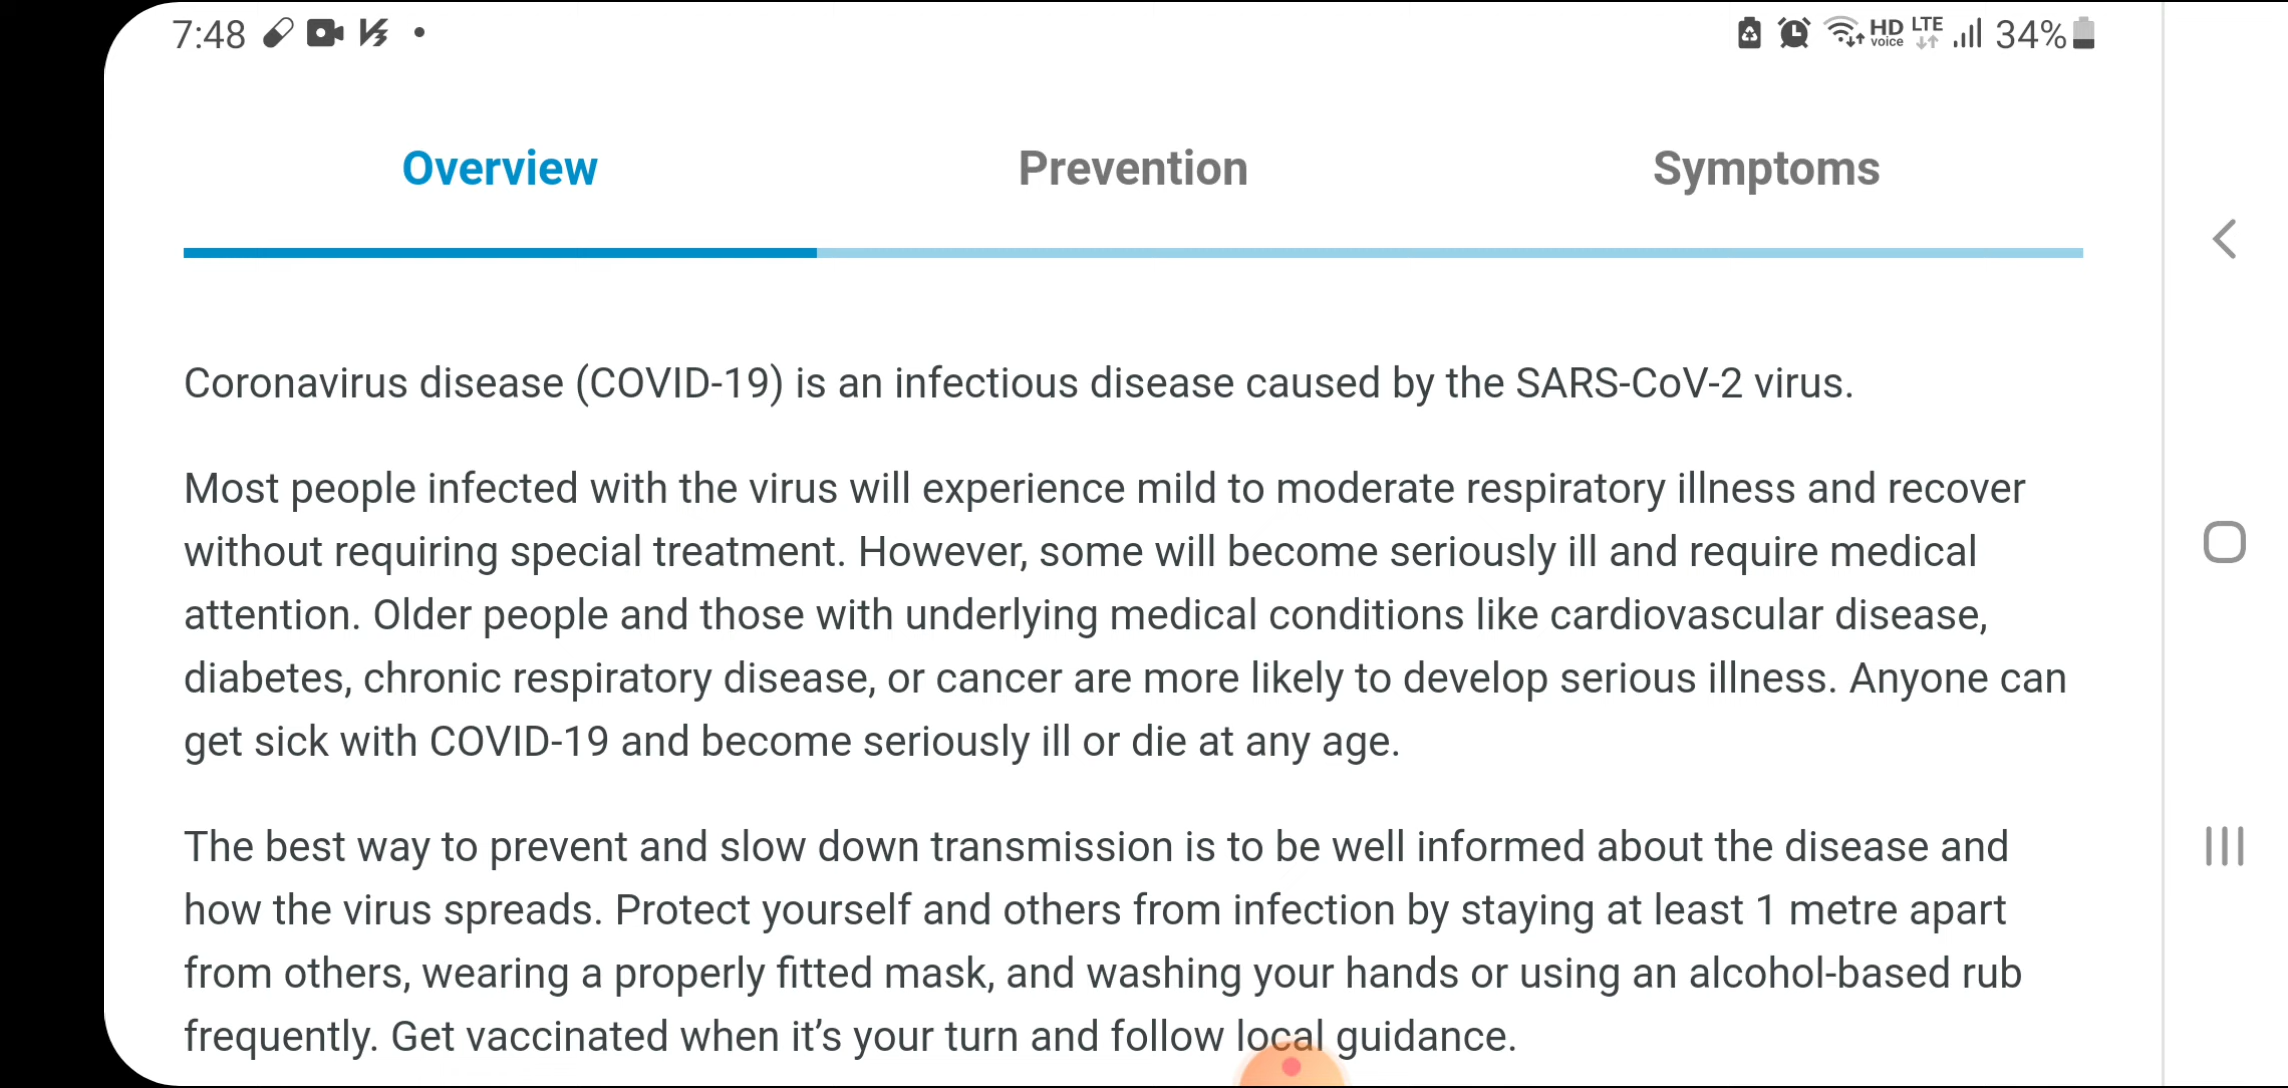 7:48
HD voice LTE 34%
Overview Prevention Symptoms
Coronavirus disease (COVID-19) is an infectious disease caused by the SARS-CoV-2 virus.
Most people infected with the virus will experience mild to moderate respiratory illness and recover
without requiring special treatment. However, some will become seriously ill and require medical
attention. Older people and those with underlying medical conditions like cardiovascular disease,
diabetes, chronic respiratory disease, or cancer are more likely to develop serious illness. Anyone can
get sick with COVID-19 and become seriously ill or die at any age.
The best way to prevent and slow down transmission is to be well informed about the disease and
how the virus spreads. Protect yourself and others from infection by staying at least 1 metre apart
from others, wearing a properly fitted mask, and washing your hands or using an alcohol-based rub
frequently. Get vaccinated when it’s your turn and follow local guidance.